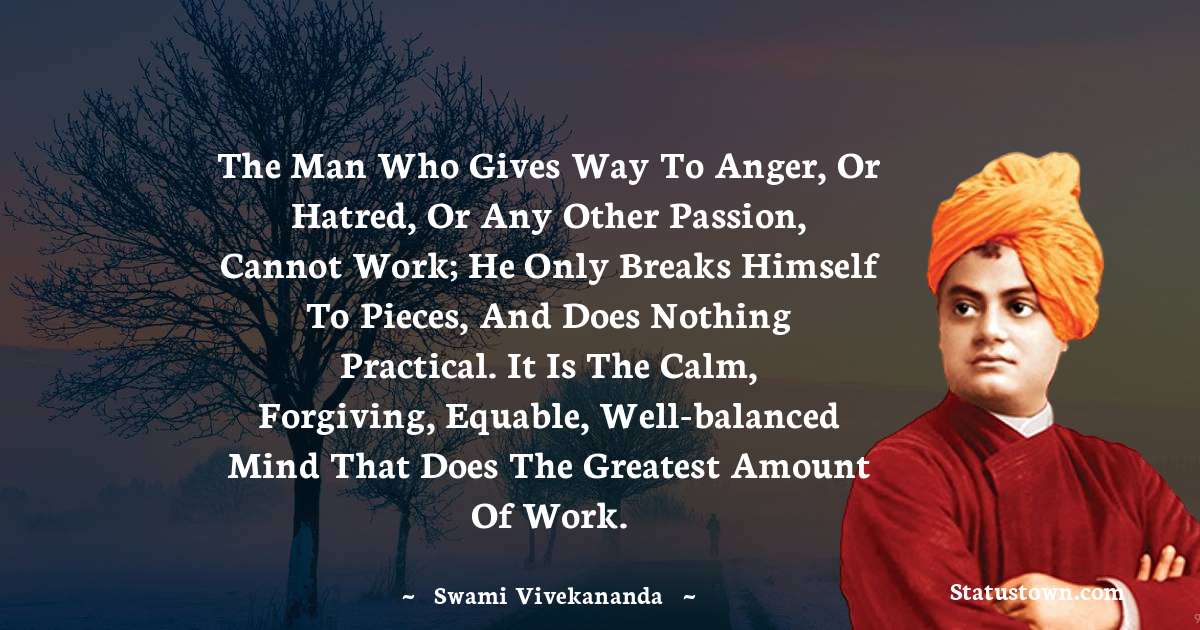 The Man Who Gives Way To Anger, Or
Hatred, Or Any Other Passion,
Cannot Work; He Only Breaks Himself
To Pieces, And Does Nothing
Practical. It Is The Calm,
Forgiving, Equable, Well-balanced
Mind That Does The Greatest Amount
Of Work.
~ Swami Vivekananda ~
Statustown.com